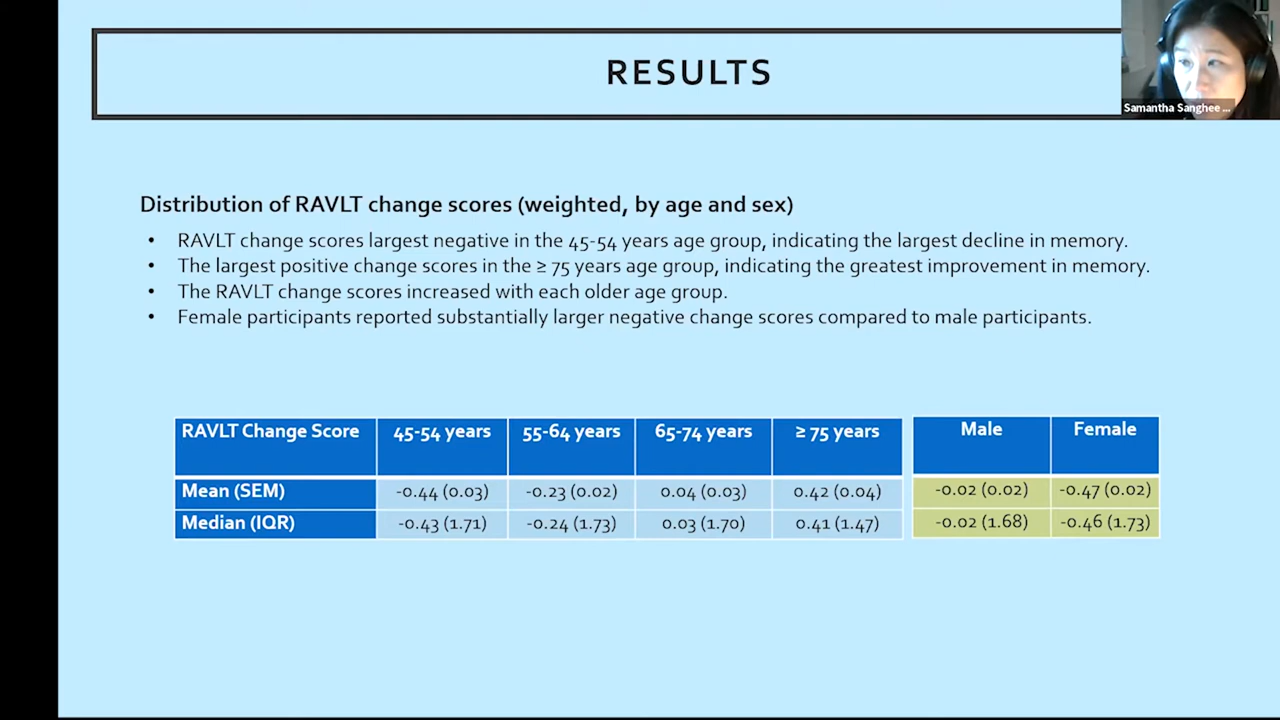 RESULTS
Samantha Sanghee ...
Distribution of RAVLT change scores (weighted, by age and sex)
• RAVLT change scores largest negative in the 45-54 years age group, indicating the largest decline in memory.
• The largest positive change scores in the ≥ 75 years age group, indicating the greatest improvement in memory.
• The RAVLT change scores increased with each older age group.
• Female participants reported substantially larger negative change scores compared to male participants.
RAVLT Change Score 45-54 years 55-64 years 65-74 years ≥ 75 years Male Female
Mean (SEM) -0.44 (0.03) -0.23 (0.02) 0.04 (0.03) 0.42 (0.04) -0.02 (0.02) -0.47 (0.02)
Median (IQR) -0.43 (1.71) -0.24 (1.73) 0.03 (1.70) 0.41 (1.47) -0.02 (1.68) -0.46 (1.73)